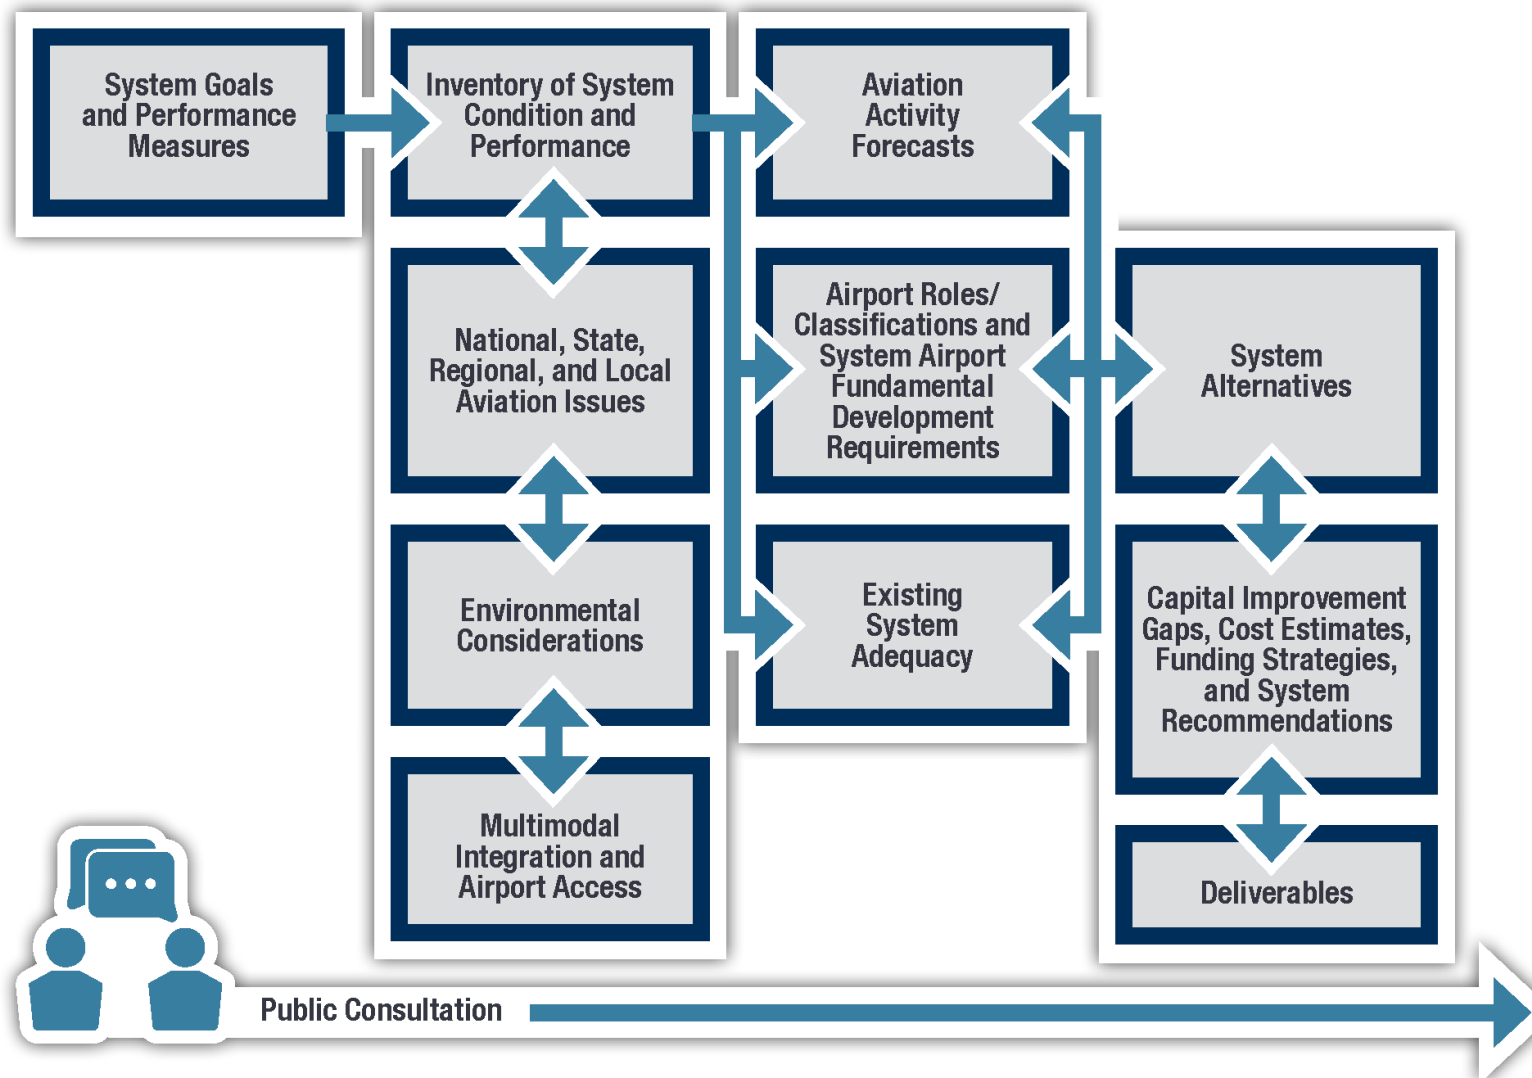 System Goals
and Performance
Measures
Inventory of System
Condition and
Performance
Aviation
Activity
Forecasts
National, State,
Regional, and Local
Aviation Issues
Airport Roles/
Classifications and
System Airport
Fundamental
Development
Requirements
System
Alternatives
Environmental
Considerations
Existing
System
Adequacy
Capital Improvement
Gaps, Cost Estimates,
Funding Strategies,
and System
Recommendations
Multimodal
Integration and
Airport Access
Deliverables
Public Consultation